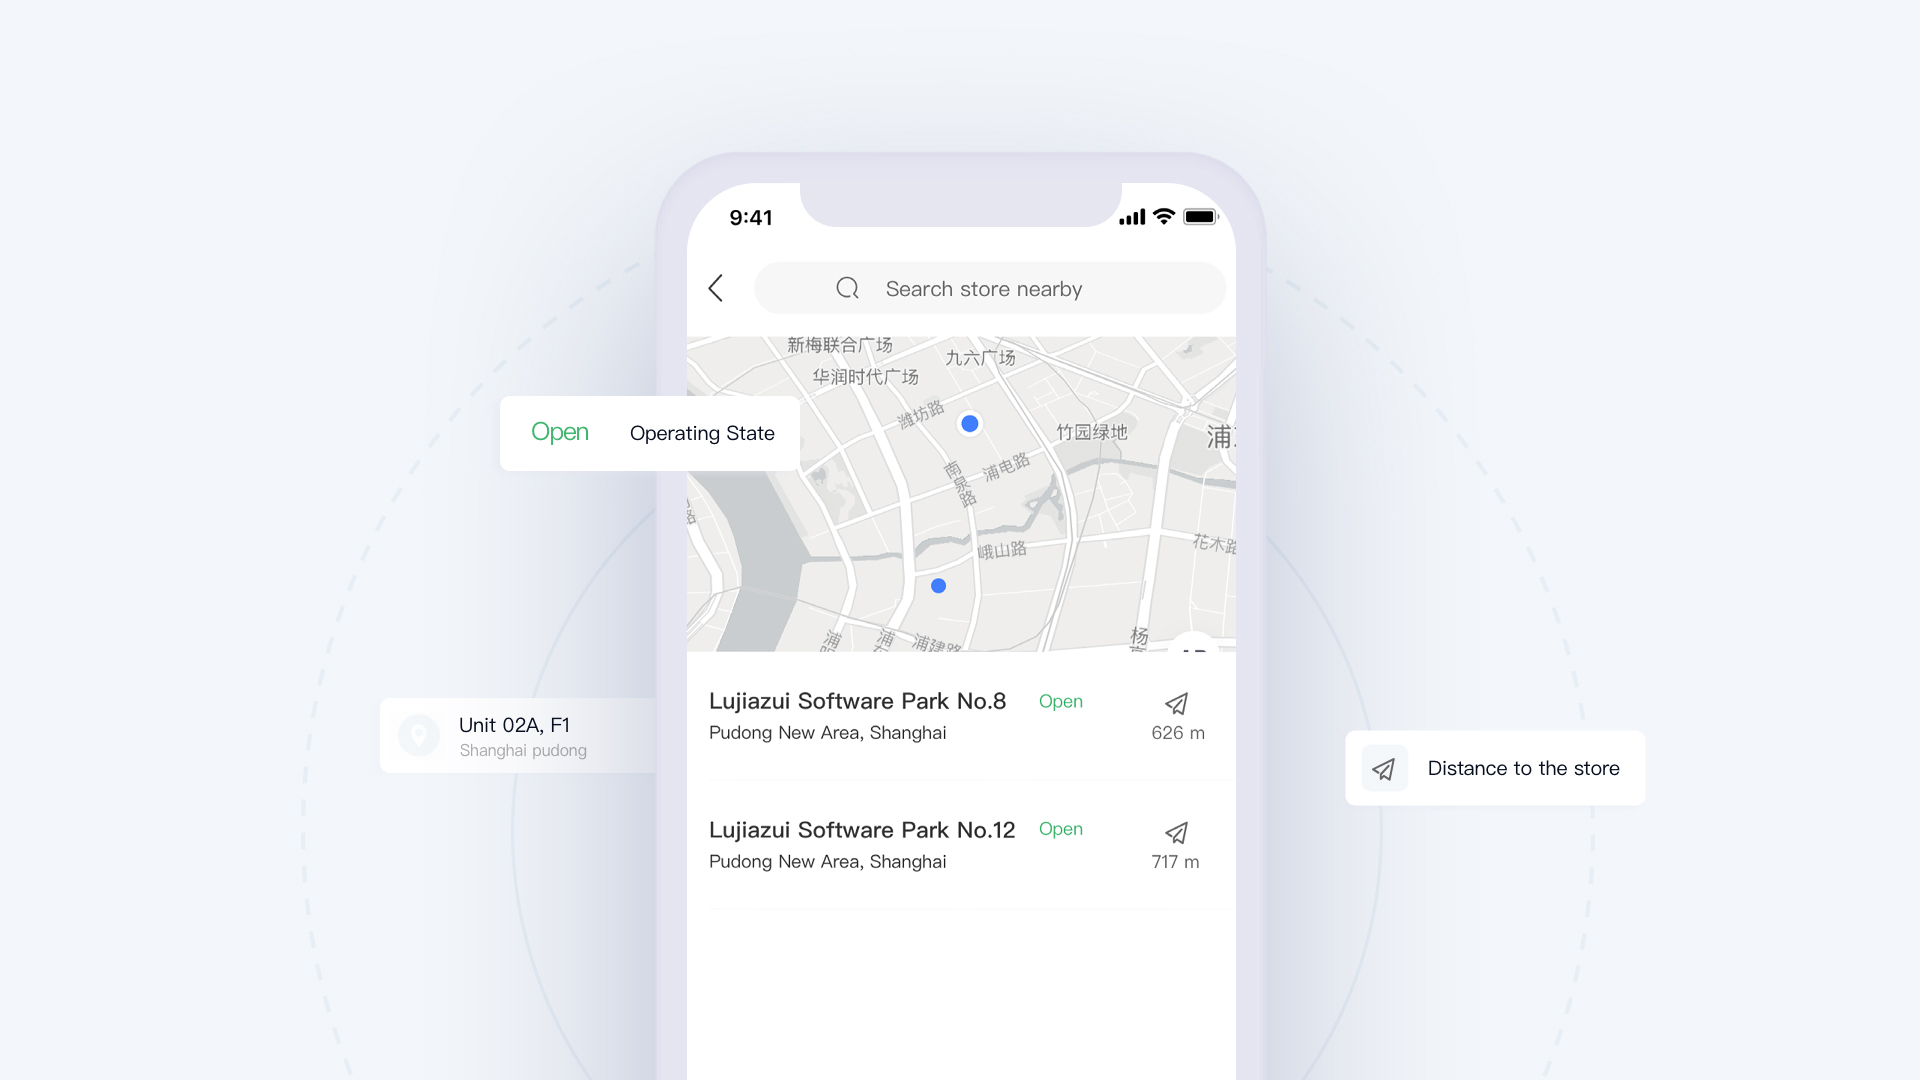 9:41
Search store nearby
新梅联合广场
九六广场
华润时代广场
潍坊路
竹园绿地
浦
Open
Operating State
南泉路
浦电路
路
峨山路
花木路
浦
浦
浦建路
杨
Lujiazui Software Park No.8
Open
Pudong New Area, Shanghai
626 m
Unit 02A, F1
Shanghai pudong
Distance to the store
Lujiazui Software Park No.12
Open
Pudong New Area, Shanghai
717 m